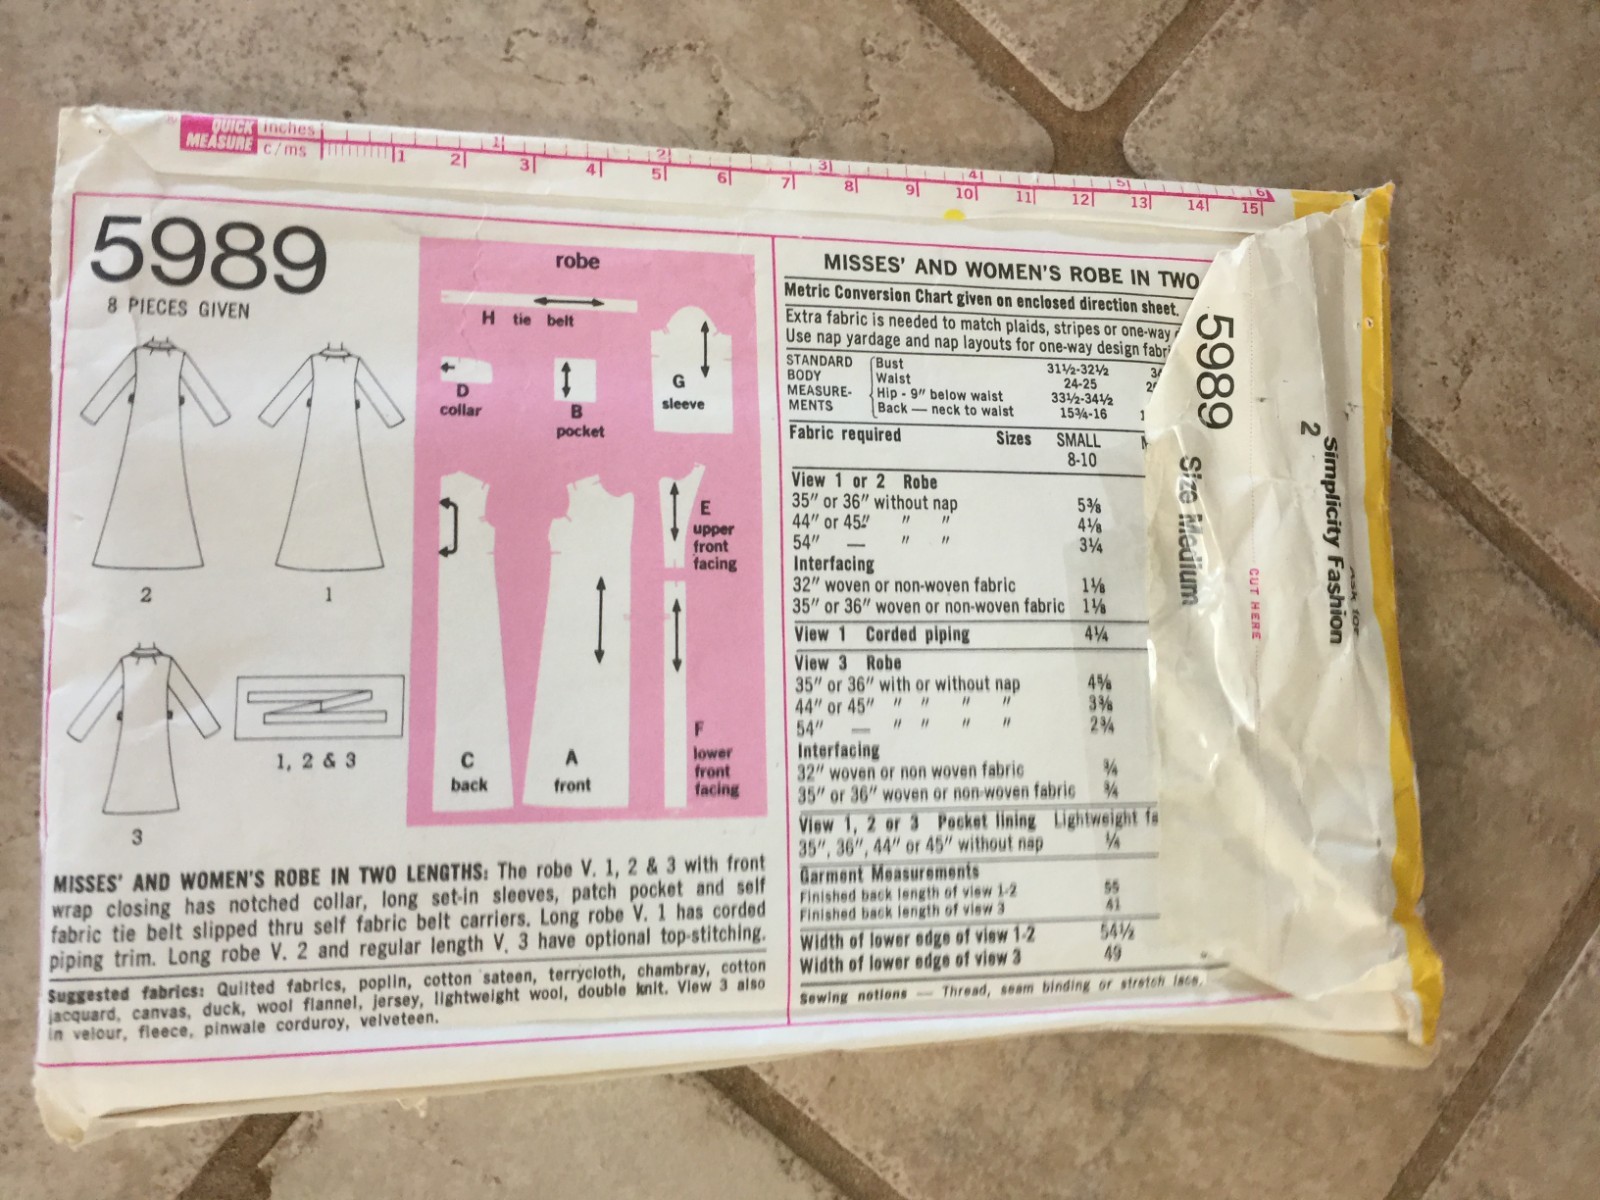 QUICK MEASURE
inches 1 2 3 4 5 6
c/ms 1 2 3 4 5 6 7 8 9 10 11 12 13 14 15
5989
8 PIECES GIVEN
2
1
3
1, 2 & 3
robe
H tie belt
D
collar
B
pocket
G
sleeve
E
upper
front
facing
C
back
A
front
F
lower
front
facing
MISSES' AND WOMEN'S ROBE IN TWO LENGTHS: The robe V. 1, 2 & 3 with front
wrap closing has notched collar, long set-in sleeves, patch pocket and self
fabric tie belt slipped thru self fabric belt carriers. Long robe V. 1 has corded
piping trim. Long robe V. 2 and regular length V. 3 have optional top-stitching.
Suggested fabrics: Quilted fabrics, poplin, cotton sateen, terrycloth, chambray, cotton
jacquard, canvas, duck, wool flannel, jersey, lightweight wool, double knit. View 3 also
in velour, fleece, pinwale corduroy, velveteen.
MISSES' AND WOMEN'S ROBE IN TWO
Metric Conversion Chart given on enclosed direction sheet.
Extra fabric is needed to match plaids, stripes or one-way
Use nap yardage and nap layouts for one-way design
STANDARD BODY MEASURE-MENTS
Bust 31½-32½
Waist 24-25
Hip - 9" below waist 33½-34½
Back — neck to waist 15¾-16
Fabric required Sizes SMALL
8-10
View 1 or 2 Robe
35" or 36" without nap 5⅜
44" or 45" " " 4⅛
54" — " " 3¼
Interfacing
32" woven or non-woven fabric 1⅛
35" or 36" woven or non-woven fabric 1⅛
View 1 Corded piping 4¼
View 3 Robe
35" or 36" with or without nap 4⅝
44" or 45" " " " " 3⅜
54" — " " " " 2¾
Interfacing
32" woven or non woven fabric ¾
35" or 36" woven or non-woven fabric ¾
View 1, 2 or 3 Pocket lining Lightweight
35", 36", 44" or 45" without nap ¼
Garment Measurements
Finished back length of view 1-2 55
Finished back length of view 3 41
Width of lower edge of view 1-2 54½
Width of lower edge of view 3 49
Sewing notions — Thread, seam binding or stretch lace.
5989
Size Medium
CUT HERE
2
Simplicity Fashion
Ask for